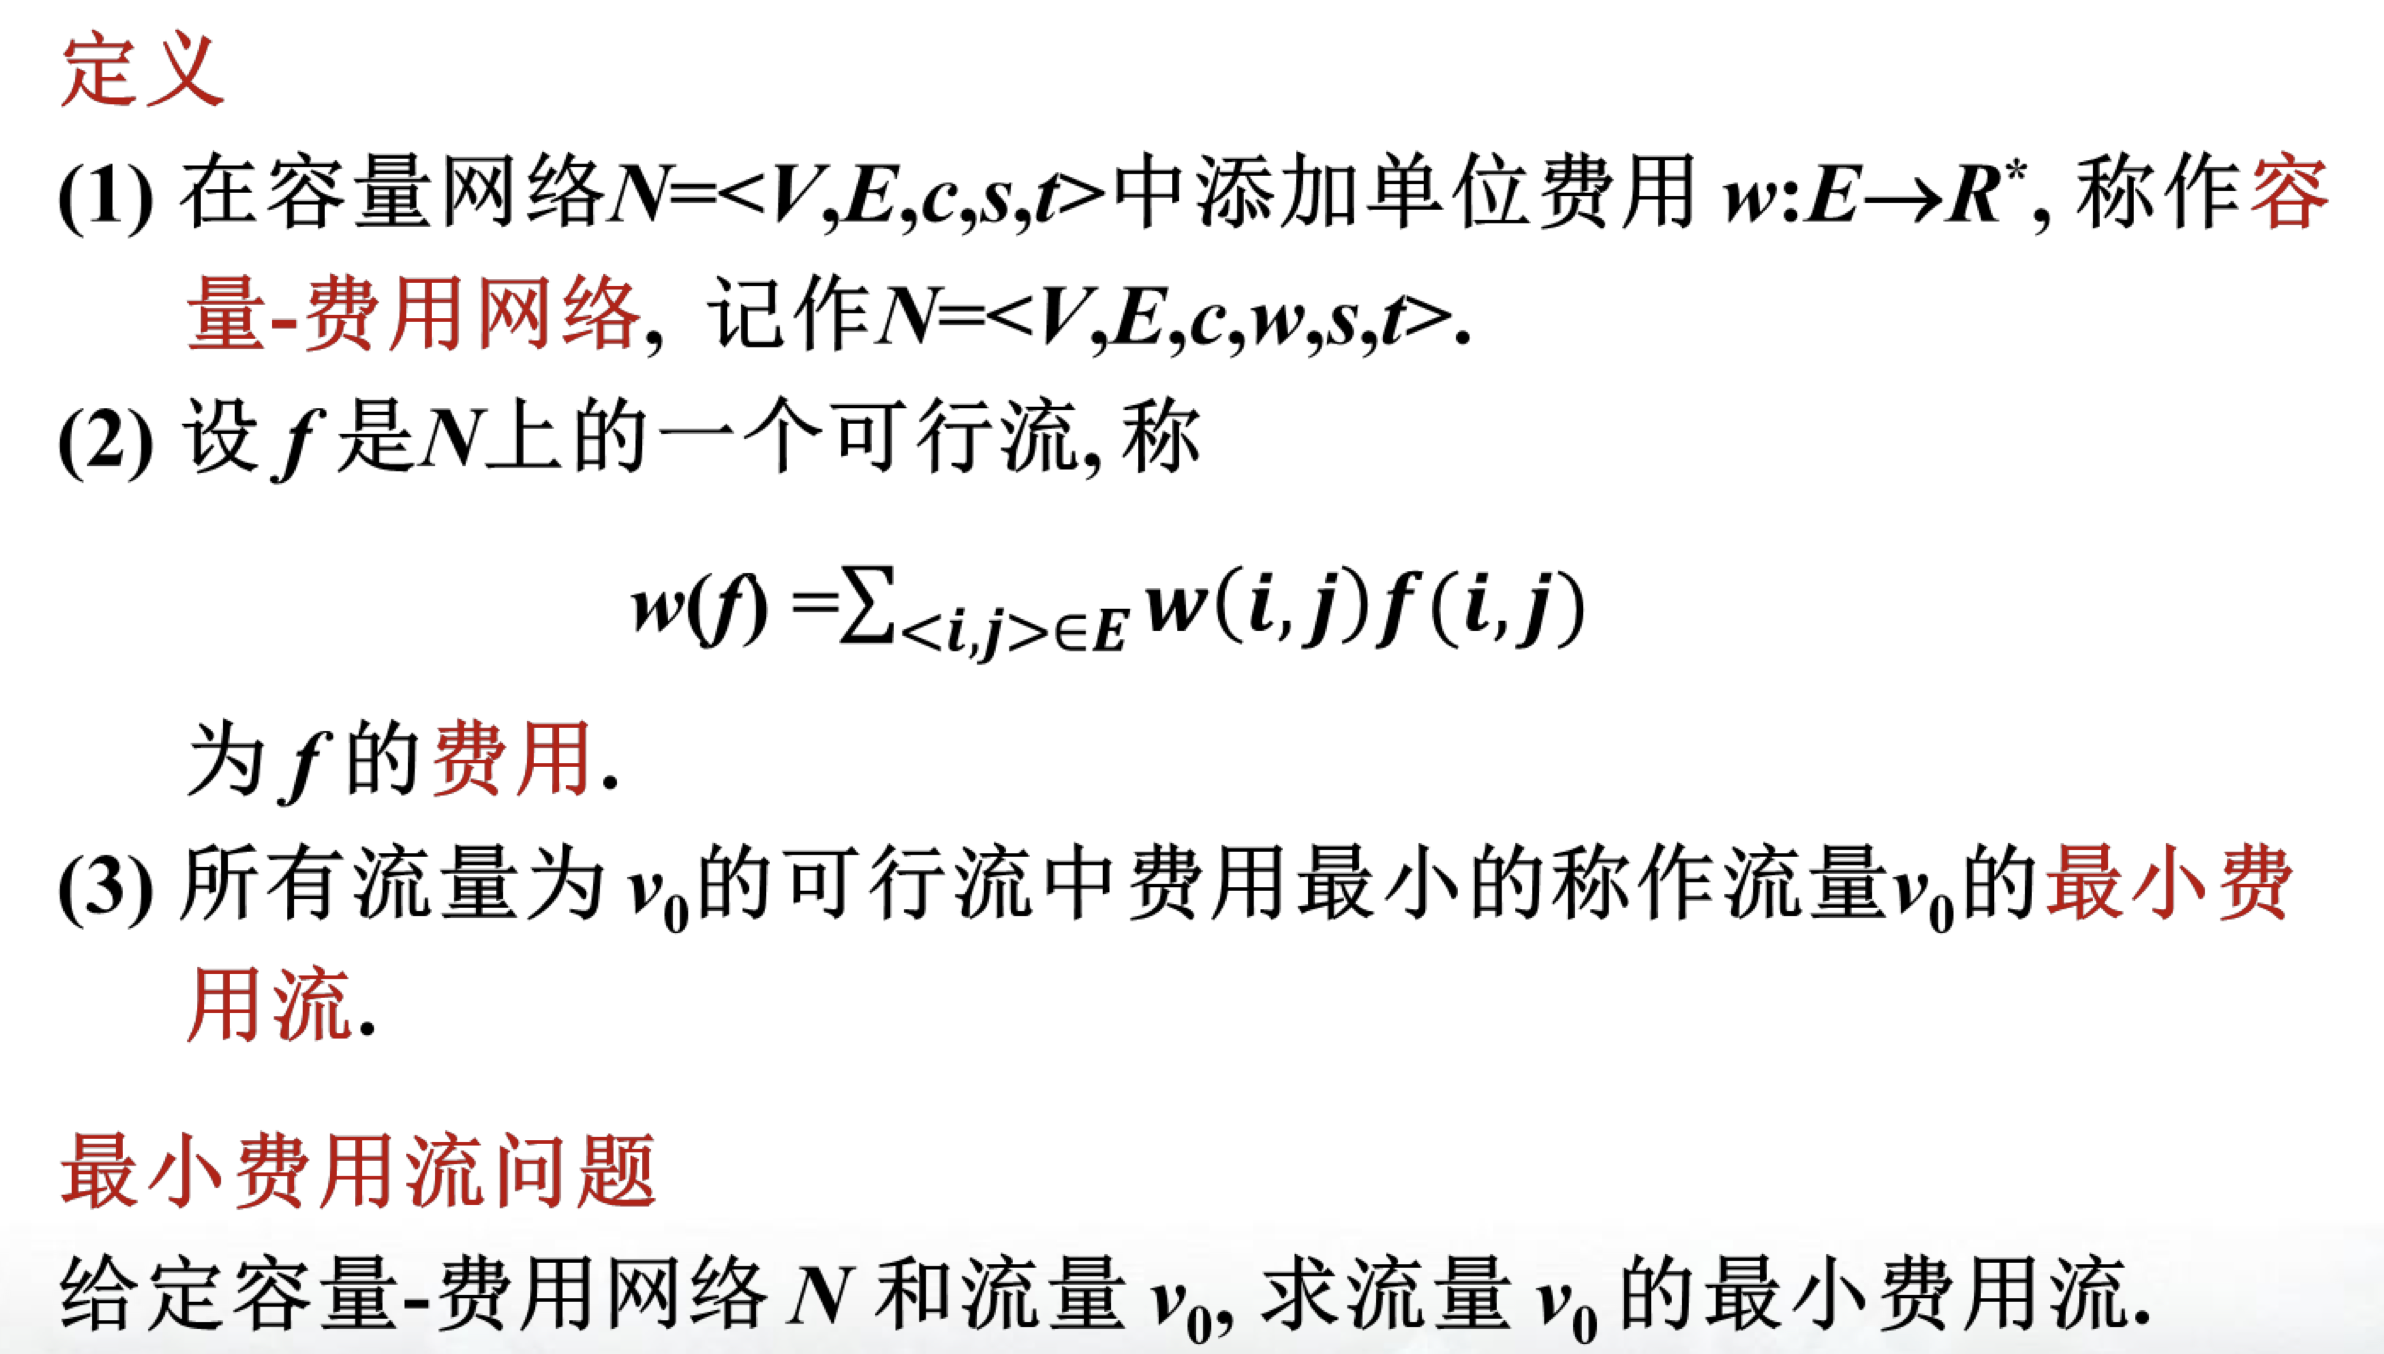 定义
(1) 在容量网络N=<V,E,c,s,t>中添加单位费用 w:E→R*, 称作容
量-费用网络, 记作N=<V,E,c,w,s,t>.
(2) 设 f 是N上的一个可行流, 称
w(f) =∑<i,j>∈E w(i,j)f(i,j)
为 f 的费用.
(3) 所有流量为 v₀的可行流中费用最小的称作流量v₀的最小费
用流.
最小费用流问题
给定容量-费用网络 N 和流量 v₀, 求流量 v₀ 的最小费用流.